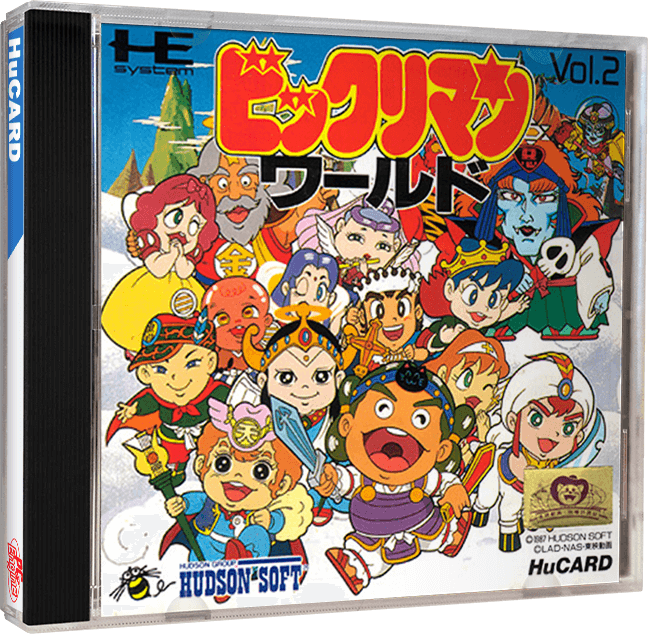 HuCARD
HE
system
ビックリマン
ワールド
Vol.2
金
天
HUDSON GROUP
HUDSON SOFT
©1987 HUDSON SOFT
©LAD・NAS・東映動画
HuCARD